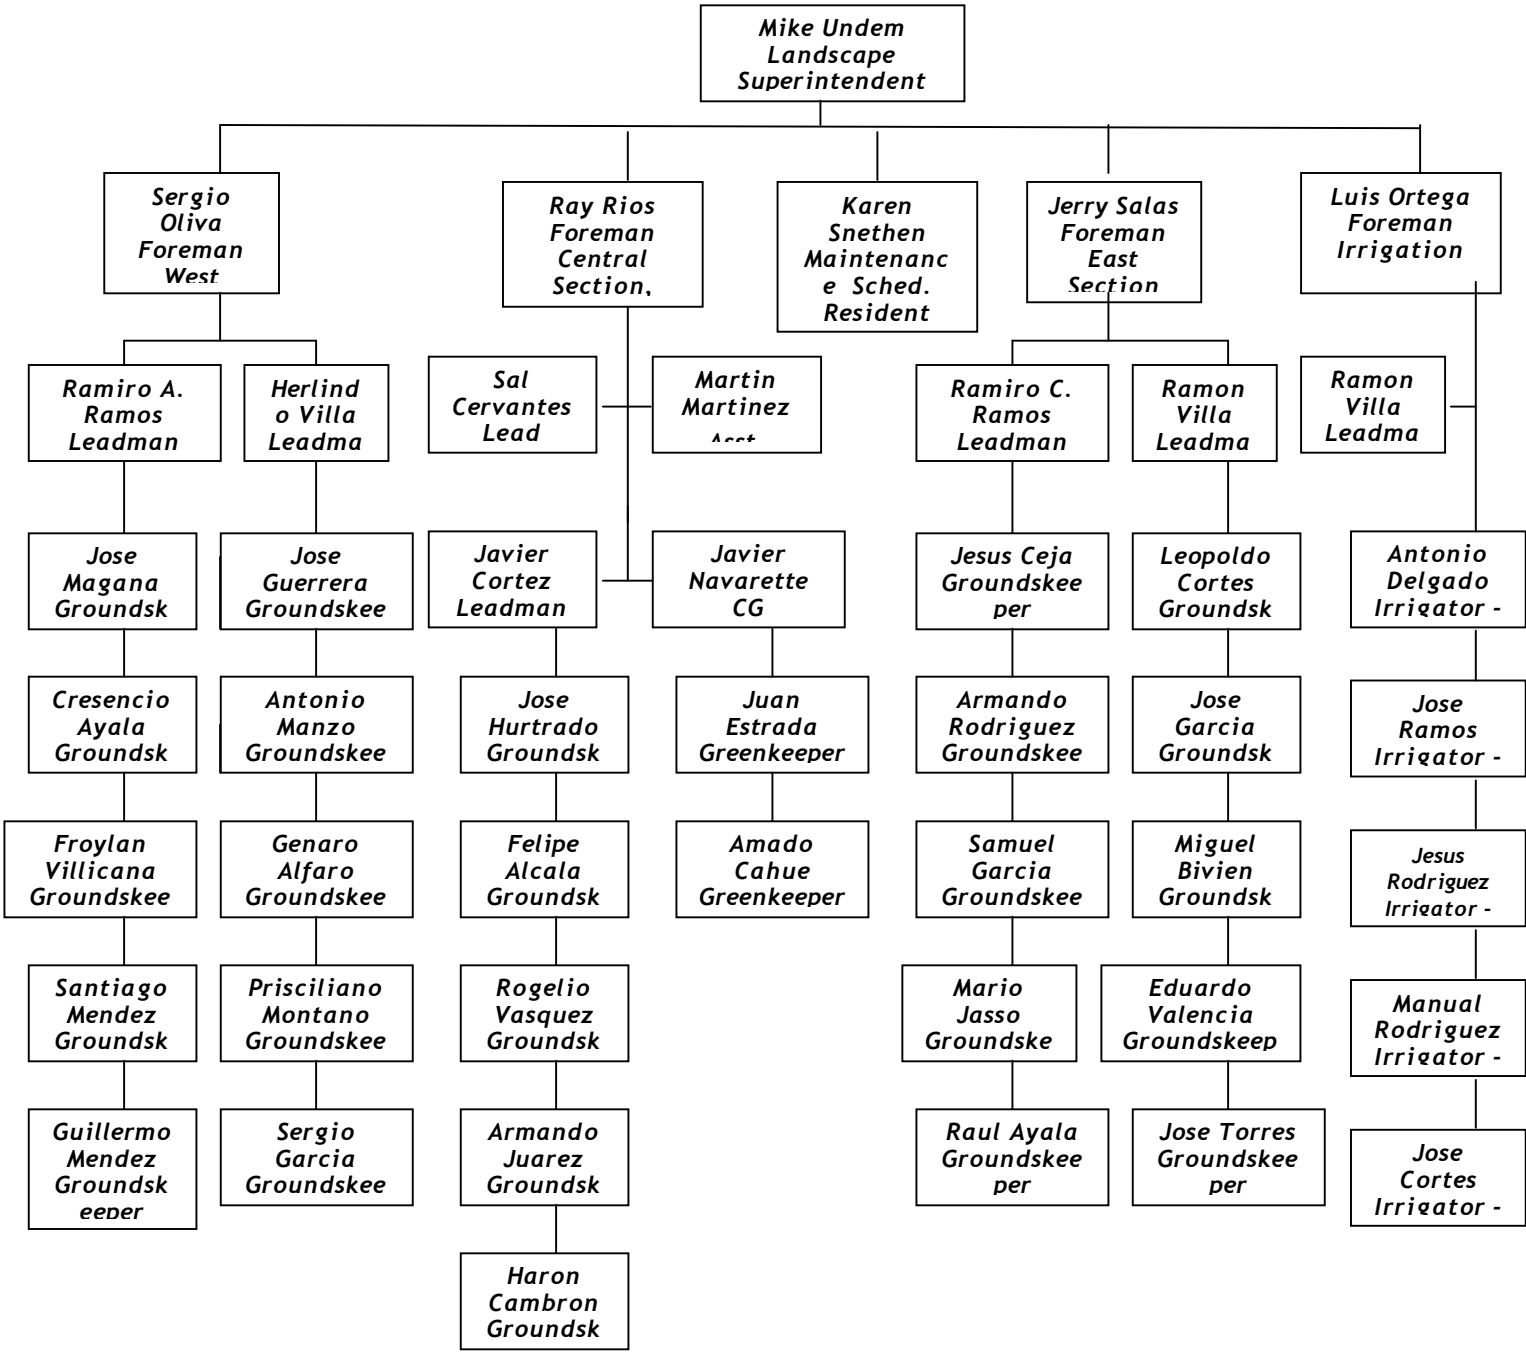 Mike Undem
Landscape
Superintendent
Sergio
Oliva
Foreman
West
Ray Rios
Foreman
Central
Section,
Karen
Snethen
Maintenanc
e Sched.
Resident
Jerry Salas
Foreman
East
Section
Luis Ortega
Foreman
Irrigation
Ramiro A.
Ramos
Leadman
Herlind
o Villa
Leadma
Sal
Cervantes
Lead
Martin
Martinez
Asst
Ramiro C.
Ramos
Leadman
Ramon
Villa
Leadma
Ramon
Villa
Leadma
Jose
Magana
Groundsk
Jose
Guerrera
Groundskee
Javier
Cortez
Leadman
Javier
Navarette
CG
Jesus Ceja
Groundskee
per
Leopoldo
Cortes
Groundsk
Antonio
Delgado
Irrigator -
Cresencio
Ayala
Groundsk
Antonio
Manzo
Groundskee
Jose
Hurtrado
Groundsk
Juan
Estrada
Greenkeeper
Armando
Rodriguez
Groundskee
Jose
Garcia
Groundsk
Jose
Ramos
Irrigator -
Froylan
Villicana
Groundskee
Genaro
Alfaro
Groundskee
Felipe
Alcala
Groundsk
Amado
Cahue
Greenkeeper
Samuel
Garcia
Groundskee
Miguel
Bivien
Groundsk
Jesus
Rodriguez
Irrigator -
Santiago
Mendez
Groundsk
Prisciliano
Montano
Groundskee
Rogelio
Vasquez
Groundsk
Mario
Jasso
Groundske
Eduardo
Valencia
Groundskeep
Manual
Rodriguez
Irrigator -
Guillermo
Mendez
Groundsk
eeper
Sergio
Garcia
Groundskee
Armando
Juarez
Groundsk
Raul Ayala
Groundskee
per
Jose Torres
Groundskee
per
Jose
Cortes
Irrigator -
Haron
Cambron
Groundsk